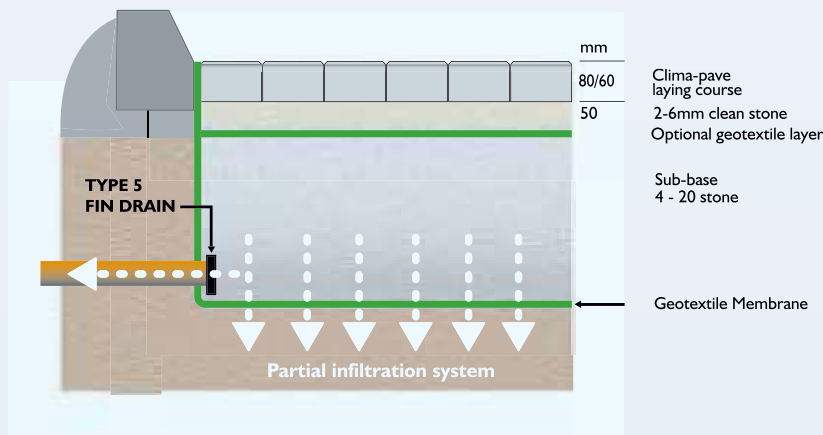 mm
80/60
Clima-pave
laying course
50
2-6mm clean stone
Optional geotextile layer
TYPE 5
FIN DRAIN
Sub-base
4 - 20 stone
Geotextile Membrane
Partial infiltration system